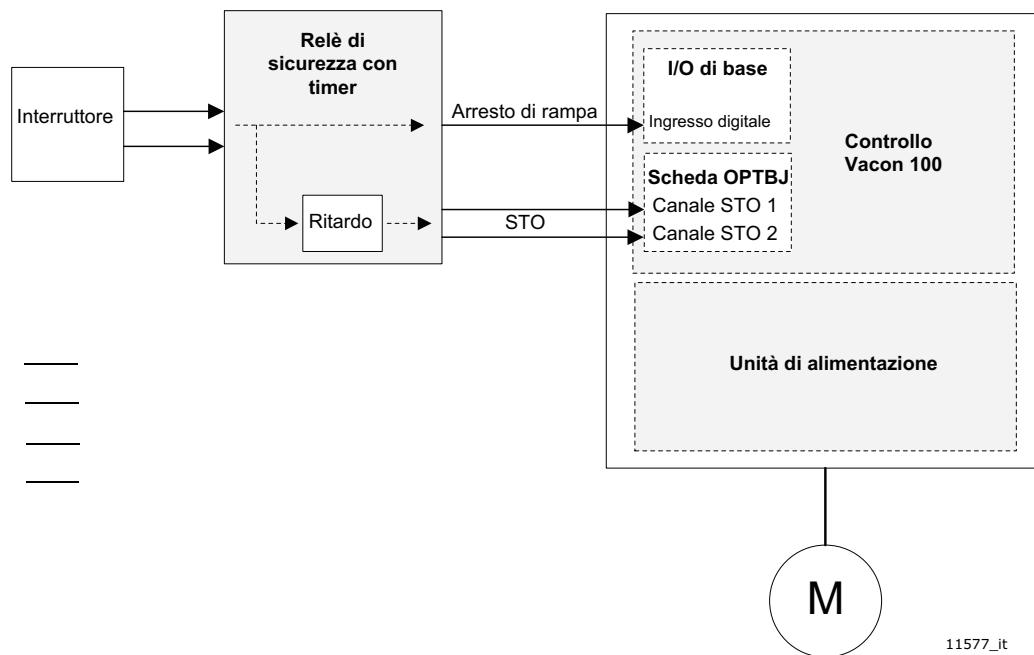 Interruttore
Relè di
sicurezza con
timer
Ritardo
Arresto di rampa
STO
I/O di base
Ingresso digitale
Scheda OPTBJ
Canale STO 1
Canale STO 2
Controllo
Vacon 100
Unità di alimentazione
M
11577_it